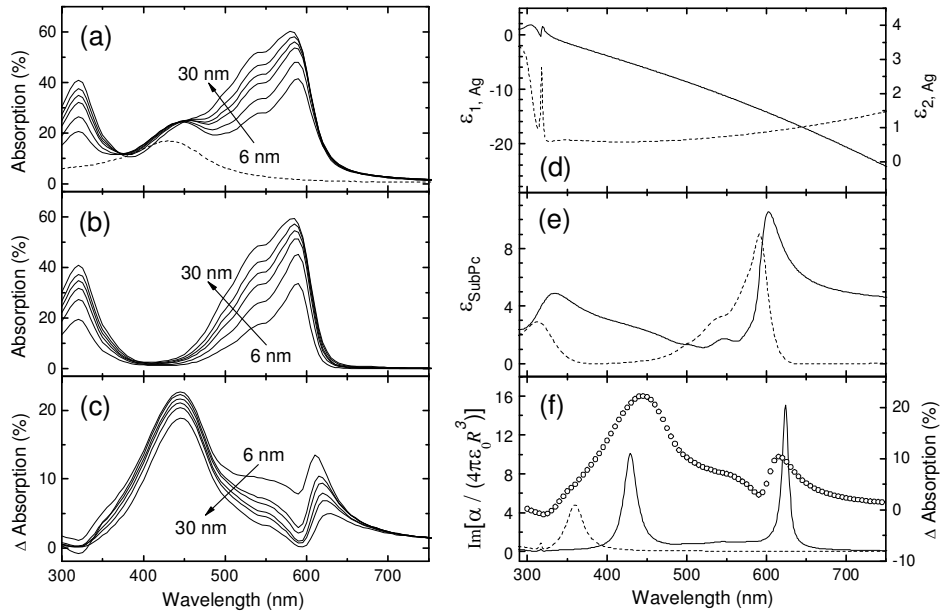 60
40
20
0
Absorption (%)
(a)
30 nm
6 nm
60
40
20
0
Absorption (%)
(b)
30 nm
6 nm
20
10
0
Δ Absorption (%)
(c)
6 nm
30 nm
300 400 500 600 700
Wavelength (nm)
0
-10
-20
ε1, Ag
4
3
2
1
0
ε2, Ag
(d)
8
4
0
εSubPc
(e)
16
12
8
4
0
Im[α / (4πε0R³)]
(f)
20
10
0
-10
Δ Absorption (%)
300 400 500 600 700
Wavelength (nm)